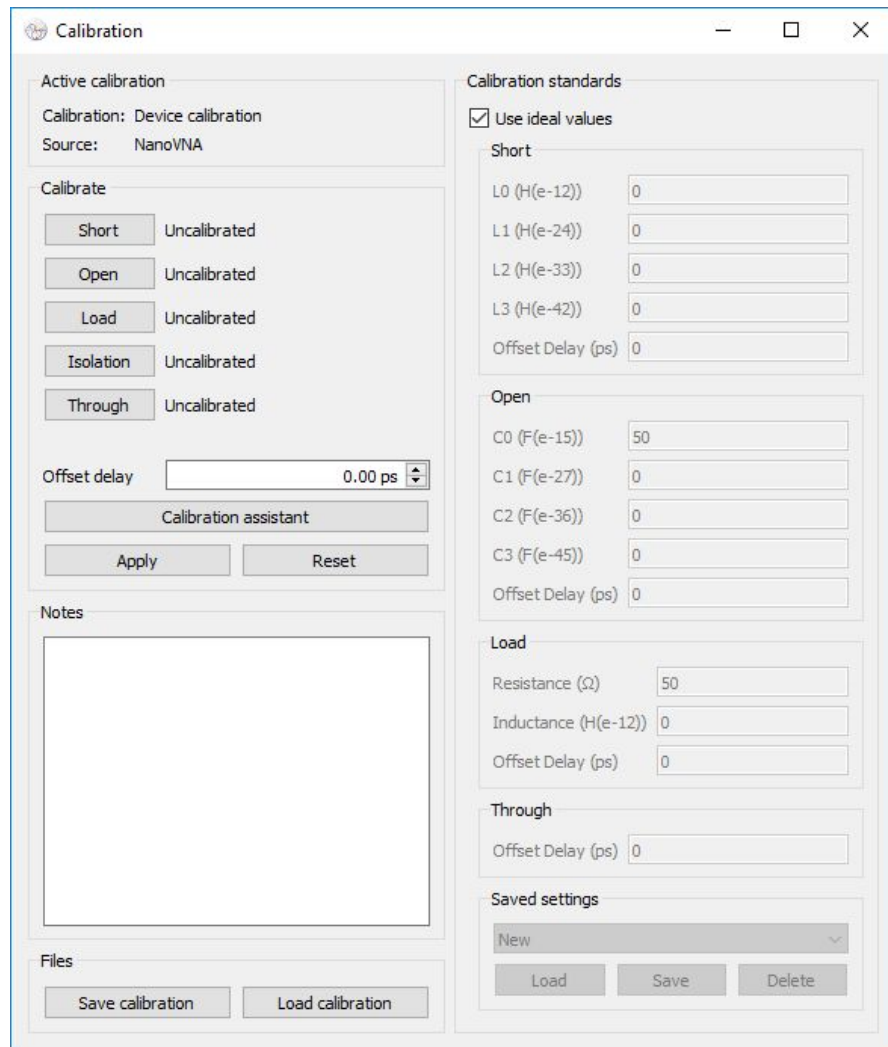 Calibration
Active calibration
Calibration: Device calibration
Source: NanoVNA
Calibrate
Short Uncalibrated
Open Uncalibrated
Load Uncalibrated
Isolation Uncalibrated
Through Uncalibrated
Offset delay 0.00 ps
Calibration assistant
Apply Reset
Notes
Files
Save calibration Load calibration
Calibration standards
Use ideal values
Short
L0 (H(e-12)) 0
L1 (H(e-24)) 0
L2 (H(e-33)) 0
L3 (H(e-42)) 0
Offset Delay (ps) 0
Open
C0 (F(e-15)) 50
C1 (F(e-27)) 0
C2 (F(e-36)) 0
C3 (F(e-45)) 0
Offset Delay (ps) 0
Load
Resistance (Ω) 50
Inductance (H(e-12)) 0
Offset Delay (ps) 0
Through
Offset Delay (ps) 0
Saved settings
New
Load Save Delete